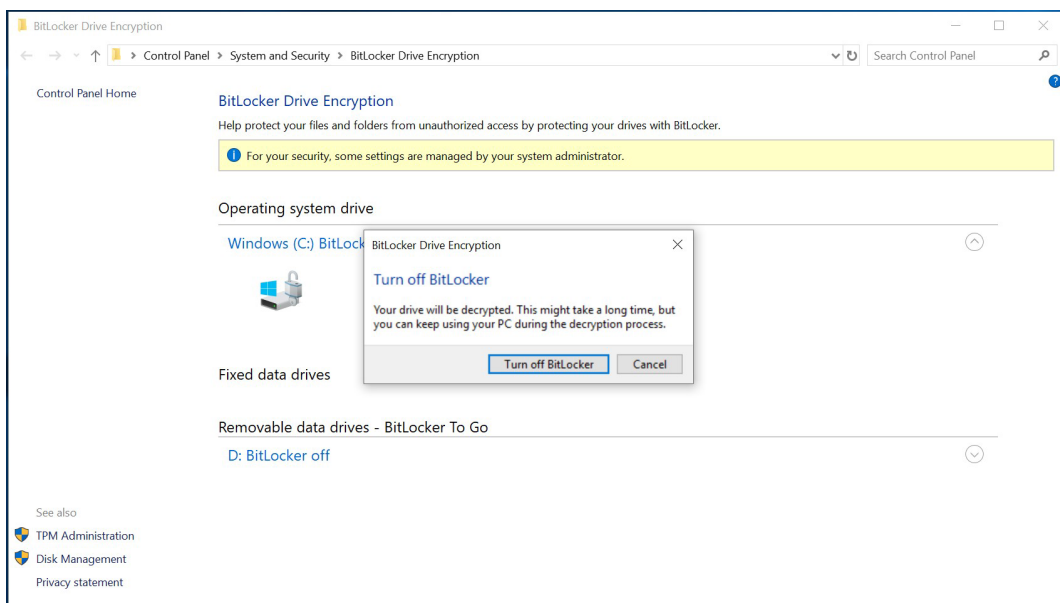 BitLocker Drive Encryption
Control Panel > System and Security > BitLocker Drive Encryption
Search Control Panel
Control Panel Home
BitLocker Drive Encryption
Help protect your files and folders from unauthorized access by protecting your drives with BitLocker.
For your security, some settings are managed by your system administrator.
Operating system drive
Windows (C:) BitLock
BitLocker Drive Encryption
Turn off BitLocker
Your drive will be decrypted. This might take a long time, but
you can keep using your PC during the decryption process.
Turn off BitLocker Cancel
Fixed data drives
Removable data drives - BitLocker To Go
D: BitLocker off
See also
TPM Administration
Disk Management
Privacy statement